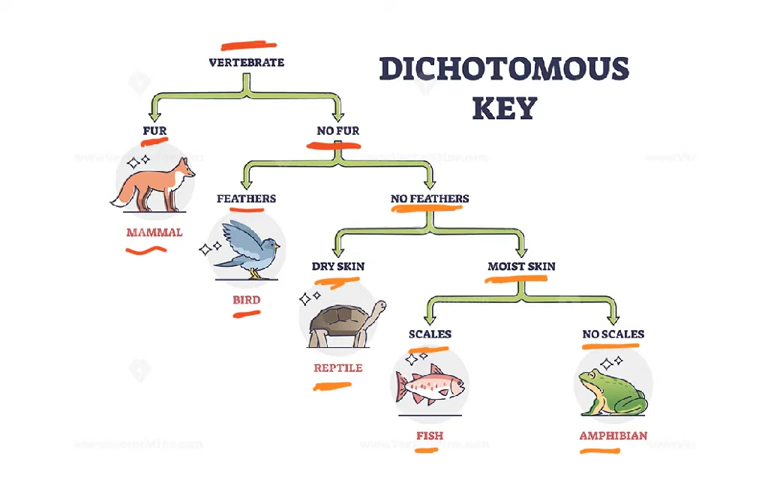 VERTEBRATE
DICHOTOMOUS
KEY
FUR
NO FUR
MAMMAL
FEATHERS
NO FEATHERS
BIRD
DRY SKIN
MOIST SKIN
REPTILE
SCALES
NO SCALES
FISH
AMPHIBIAN